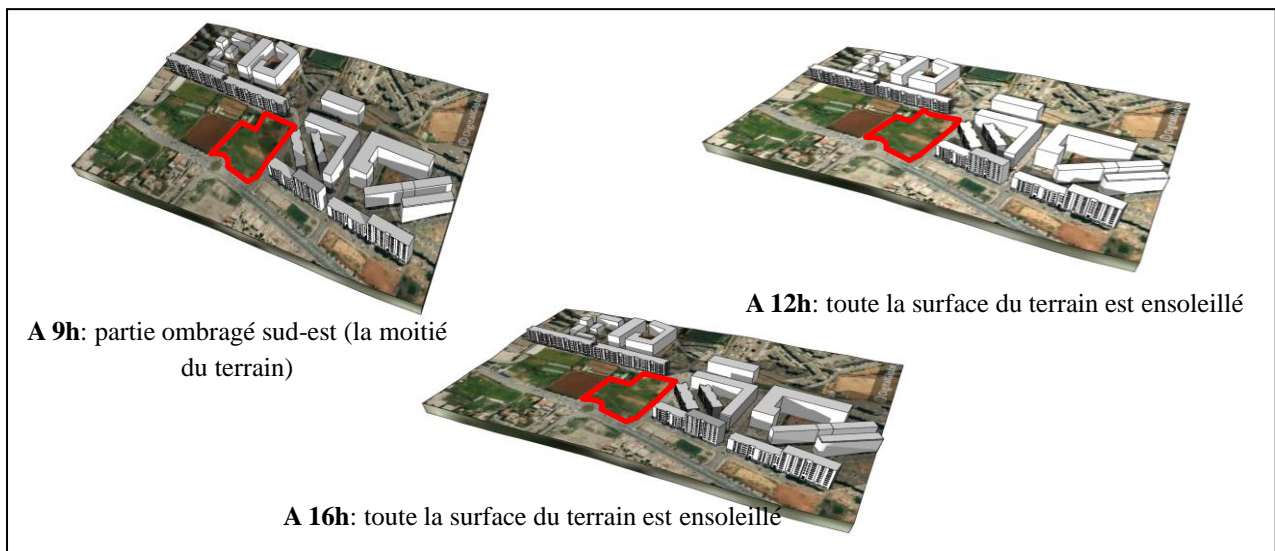 A 9h: partie ombragé sud-est (la moitié
du terrain)
A 12h: toute la surface du terrain est ensoleillé
A 16h: toute la surface du terrain est ensoleillé